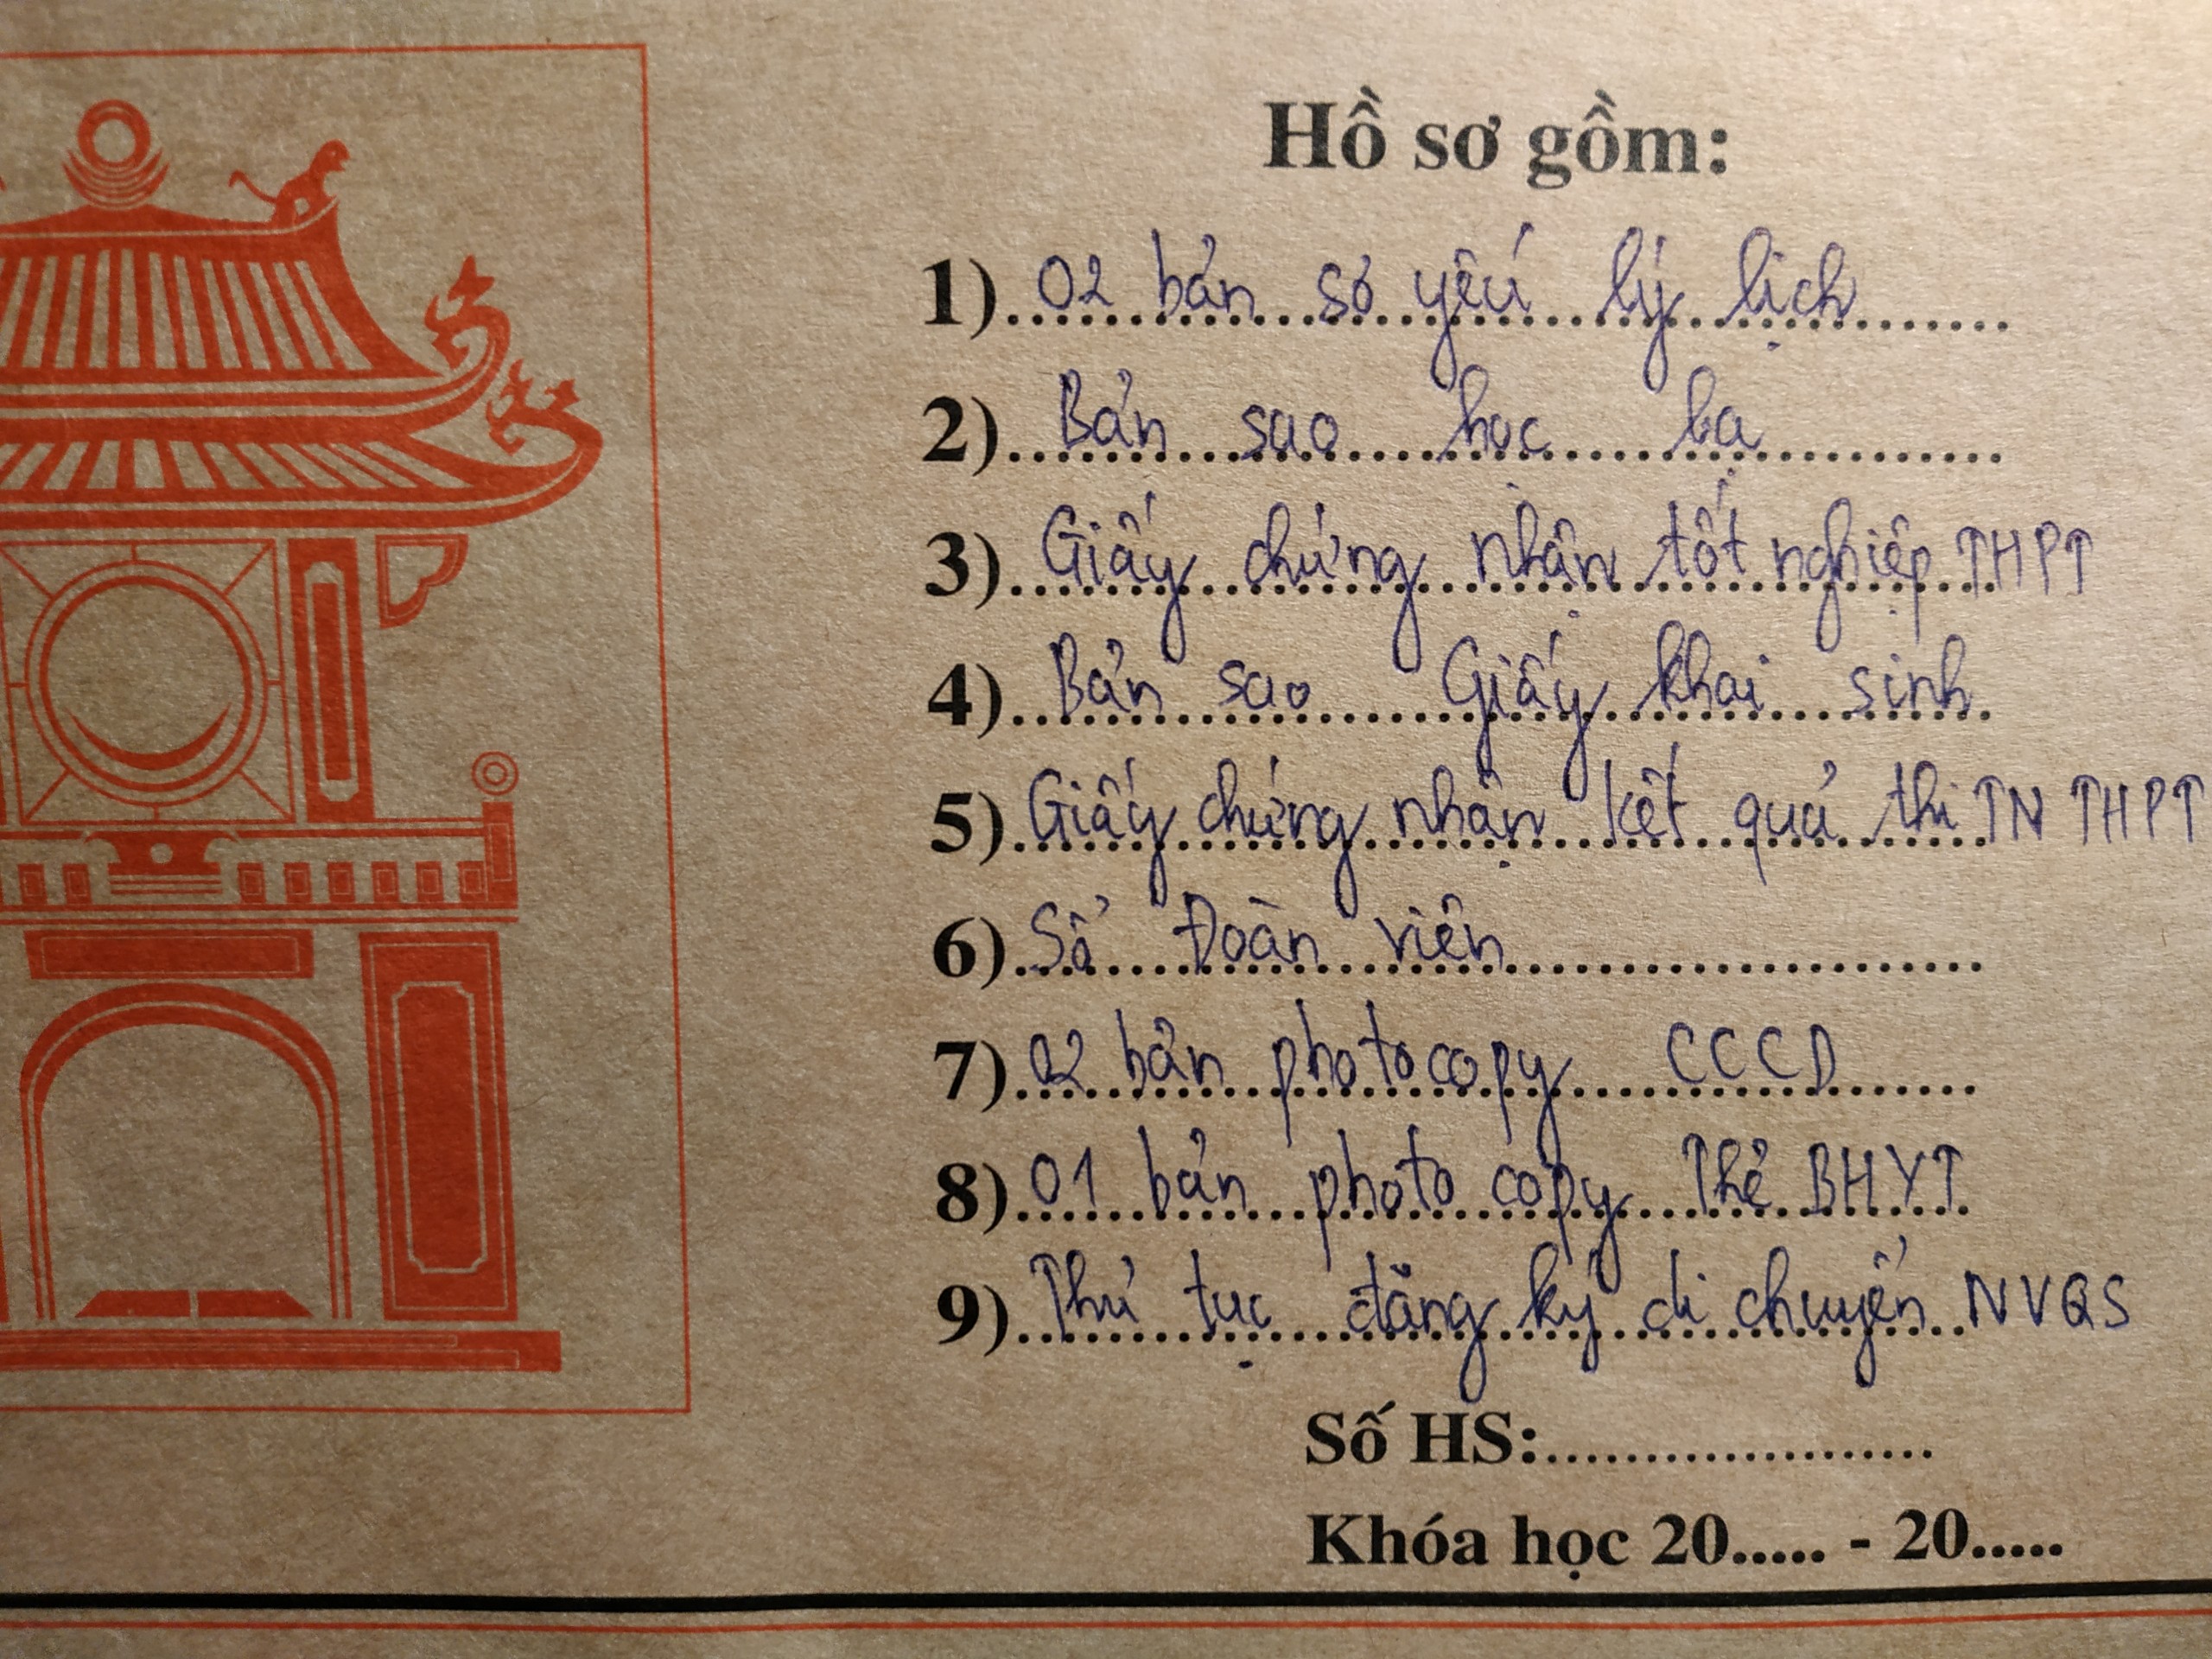 Hồ sơ gồm:
1) 02 bản sơ yếu lý lịch
2) Bản sao học bạ
3) Giấy chứng nhận tốt nghiệp THPT
4) Bản sao Giấy khai sinh
5) Giấy chứng nhận kết quả thi TN THPT
6) Sổ Đoàn viên
7) 02 bản photocopy CCCD
8) 01 bản photo copy Thẻ BHYT
9) Thủ tục đăng ký di chuyển NVQS
Số HS:....................
Khóa học 20..... - 20.....